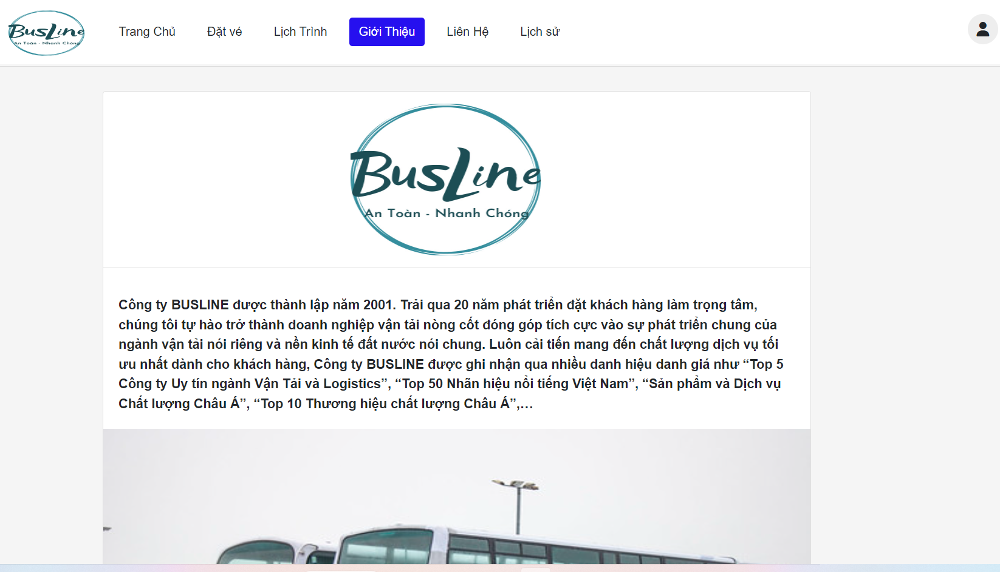 BusLine
An Toàn - Nhanh Chóng
Trang Chủ
Đặt vé
Lịch Trình
Giới Thiệu
Liên Hệ
Lịch sử
BusLine
An Toàn - Nhanh Chóng
Công ty BUSLINE được thành lập năm 2001. Trải qua 20 năm phát triển đặt khách hàng làm trọng tâm,
chúng tôi tự hào trở thành doanh nghiệp vận tải nòng cốt đóng góp tích cực vào sự phát triển chung của
ngành vận tải nói riêng và nền kinh tế đất nước nói chung. Luôn cải tiến mang đến chất lượng dịch vụ tối
ưu nhất dành cho khách hàng, Công ty BUSLINE được ghi nhận qua nhiều danh hiệu danh giá như “Top 5
Công ty Uy tín ngành Vận Tải và Logistics”, “Top 50 Nhãn hiệu nổi tiếng Việt Nam”, “Sản phẩm và Dịch vụ
Chất lượng Châu Á”, “Top 10 Thương hiệu chất lượng Châu Á”,…